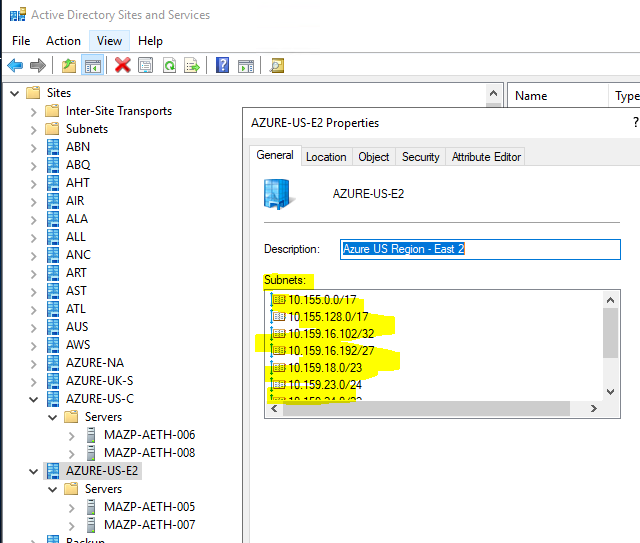 Active Directory Sites and Services
File Action View Help
Sites
Inter-Site Transports
Subnets
ABN
ABQ
AHT
AIR
ALA
ALL
ANC
ART
AST
ATL
AUS
AWS
AZURE-NA
AZURE-UK-S
AZURE-US-C
Servers
MAZP-AETH-006
MAZP-AETH-008
AZURE-US-E2
Servers
MAZP-AETH-005
MAZP-AETH-007
Backup
Name Type
AZURE-US-E2 Properties ?
General Location Object Security Attribute Editor
AZURE-US-E2
Description: Azure US Region - East 2
Subnets:
10.155.0.0/17
10.155.128.0/17
10.159.16.102/32
10.159.16.192/27
10.159.18.0/23
10.159.23.0/24